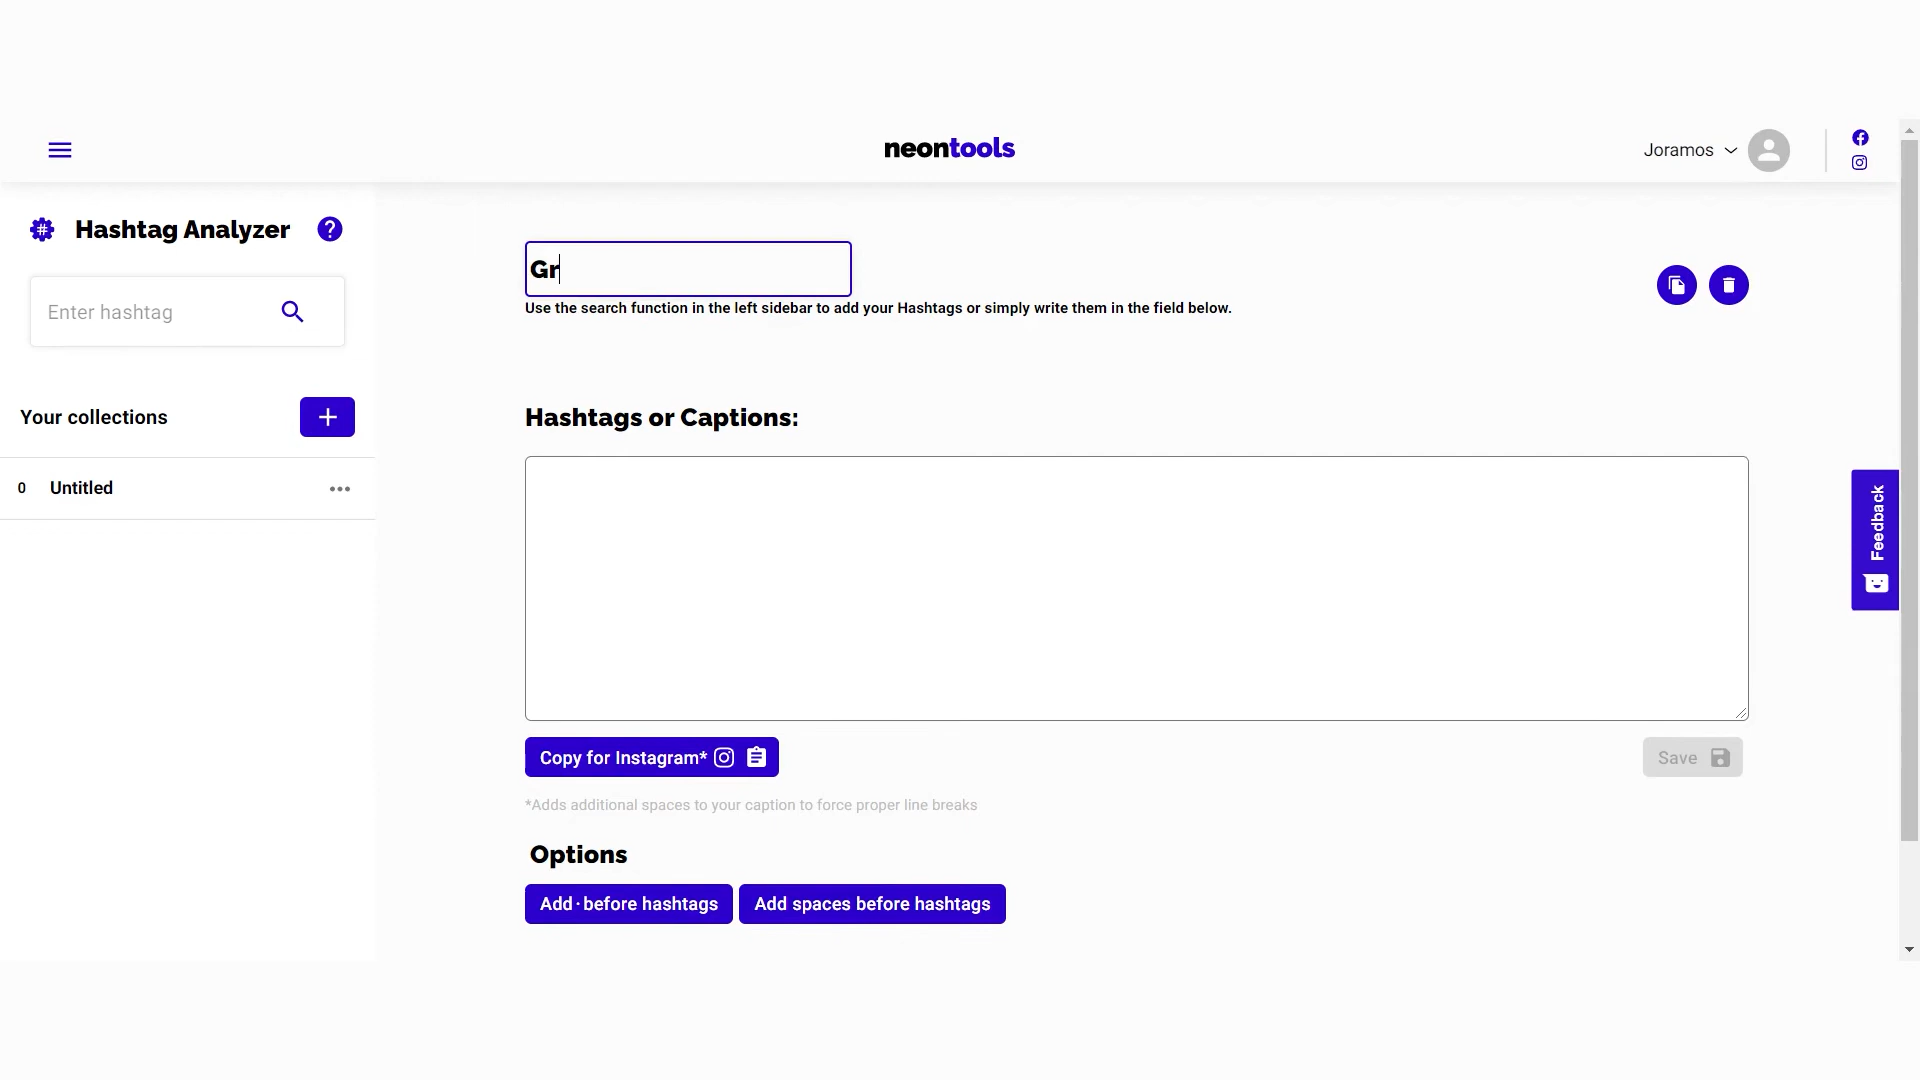 neontools
Joramos
Hashtag Analyzer
Enter hashtag
Your collections
0 Untitled
Gr
Use the search function in the left sidebar to add your Hashtags or simply write them in the field below.
Hashtags or Captions:
Copy for Instagram*
Save
*Adds additional spaces to your caption to force proper line breaks
Options
Add · before hashtags
Add spaces before hashtags
Feedback